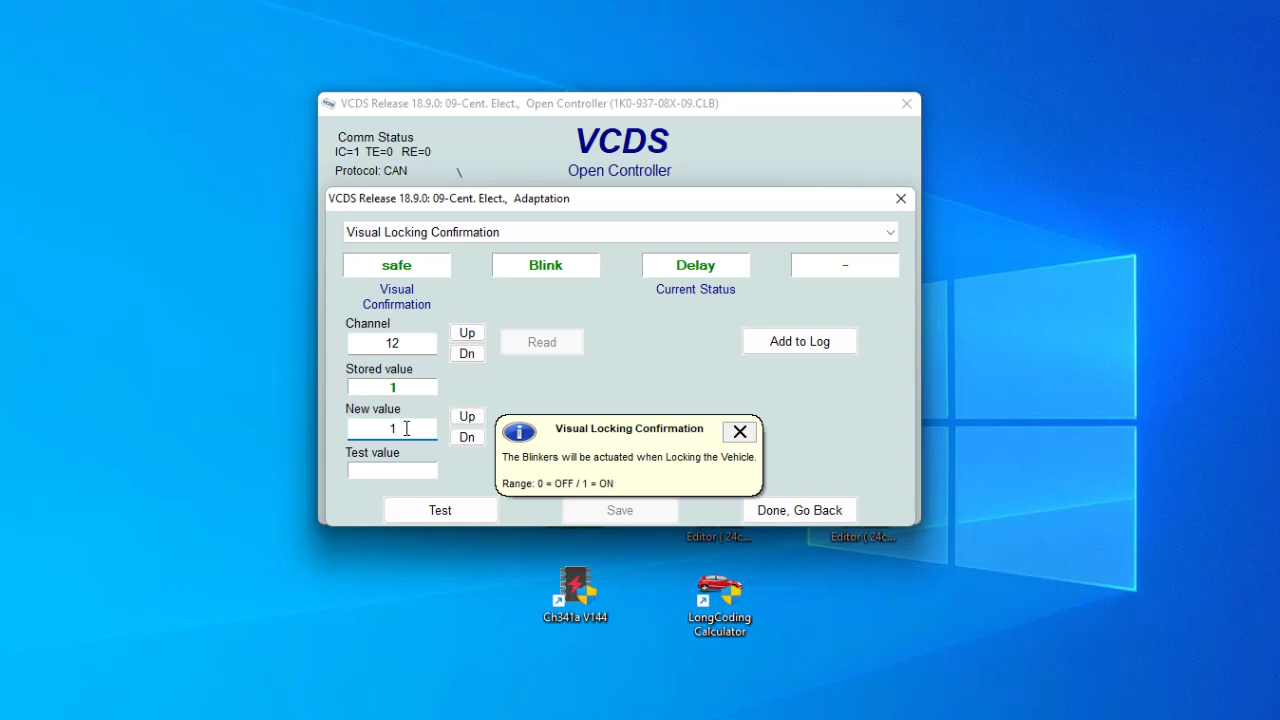 VCDS Release 18.9.0: 09-Cent. Elect.,  Open Controller (1K0-937-08X-09.CLB)
Comm Status
IC=1 TE=0 RE=0
Protocol: CAN
\
VCDS
Open Controller
VCDS Release 18.9.0: 09-Cent. Elect.,  Adaptation
Visual Locking Confirmation
safe
Blink
Delay
-
Visual
Confirmation
Current Status
Channel
12
Up
Dn
Read
Add to Log
Stored value
1
New value
1
Up
Dn
Test value
Visual Locking Confirmation
The Blinkers will be actuated when Locking the Vehicle.
Range: 0 = OFF / 1 = ON
Test
Save
Done, Go Back
Editor ( 24c...
Editor ( 24c...
Ch341a V144
LongCoding
Calculator